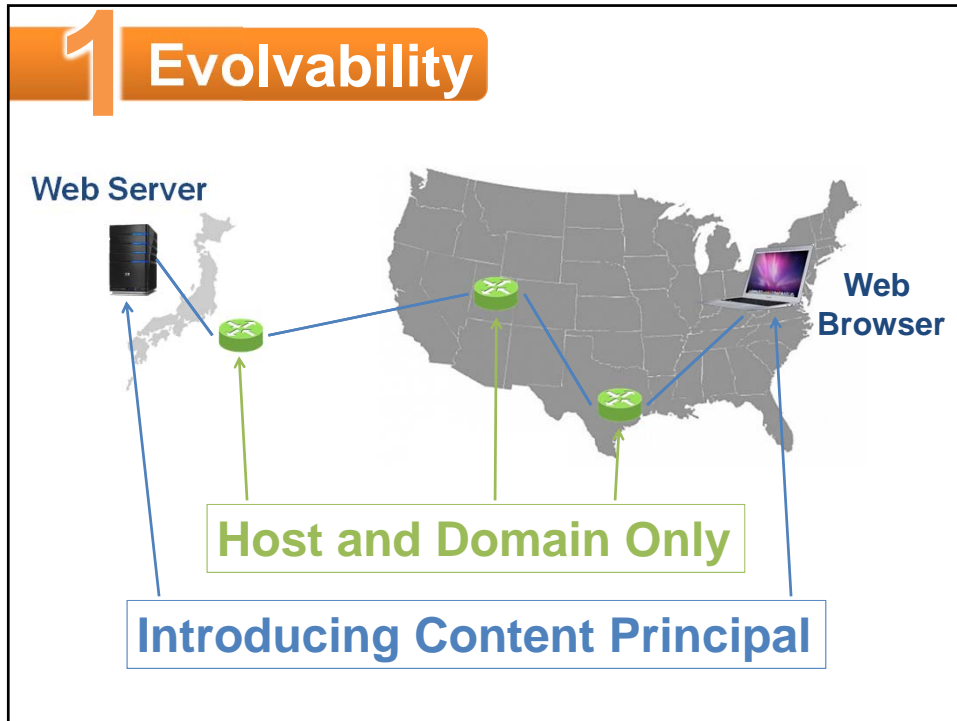 1 Evolvability
Web Server
Web
Browser
Host and Domain Only
Introducing Content Principal